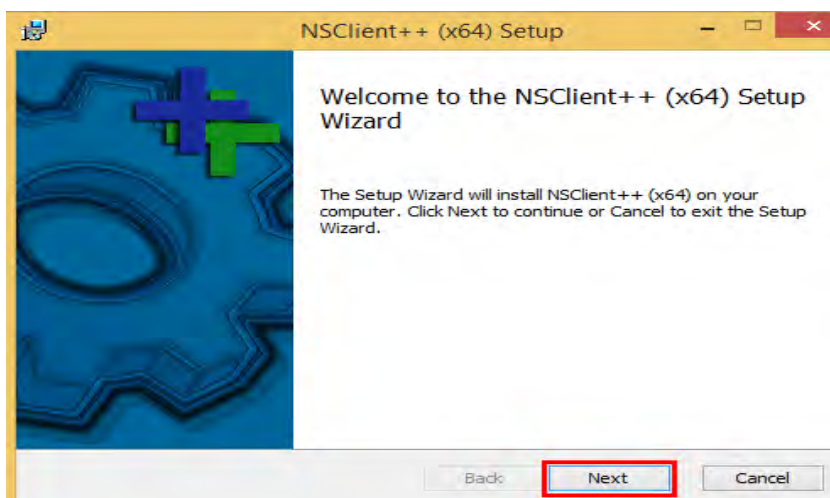 NSClient++ (x64) Setup
Welcome to the NSClient++ (x64) Setup
Wizard
The Setup Wizard will install NSClient++ (x64) on your
computer. Click Next to continue or Cancel to exit the Setup
Wizard.
Back Next Cancel